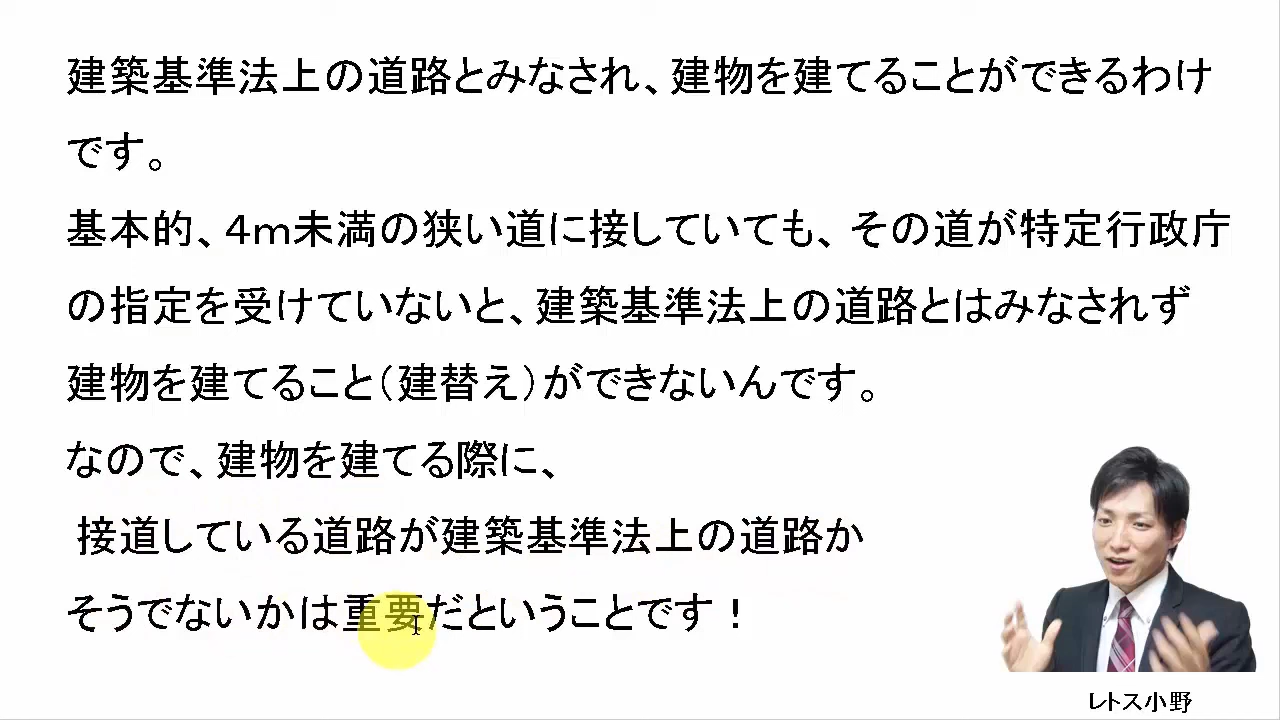 建築基準法上の道路とみなされ、建物を建てることができるわけ
です。
基本的、４ｍ未満の狭い道に接していても、その道が特定行政庁
の指定を受けていないと、建築基準法上の道路とはみなされず
建物を建てること（建替え）ができないんです。
なので、建物を建てる際に、
接道している道路が建築基準法上の道路か
そうでないかは重要だということです！
レトス小野